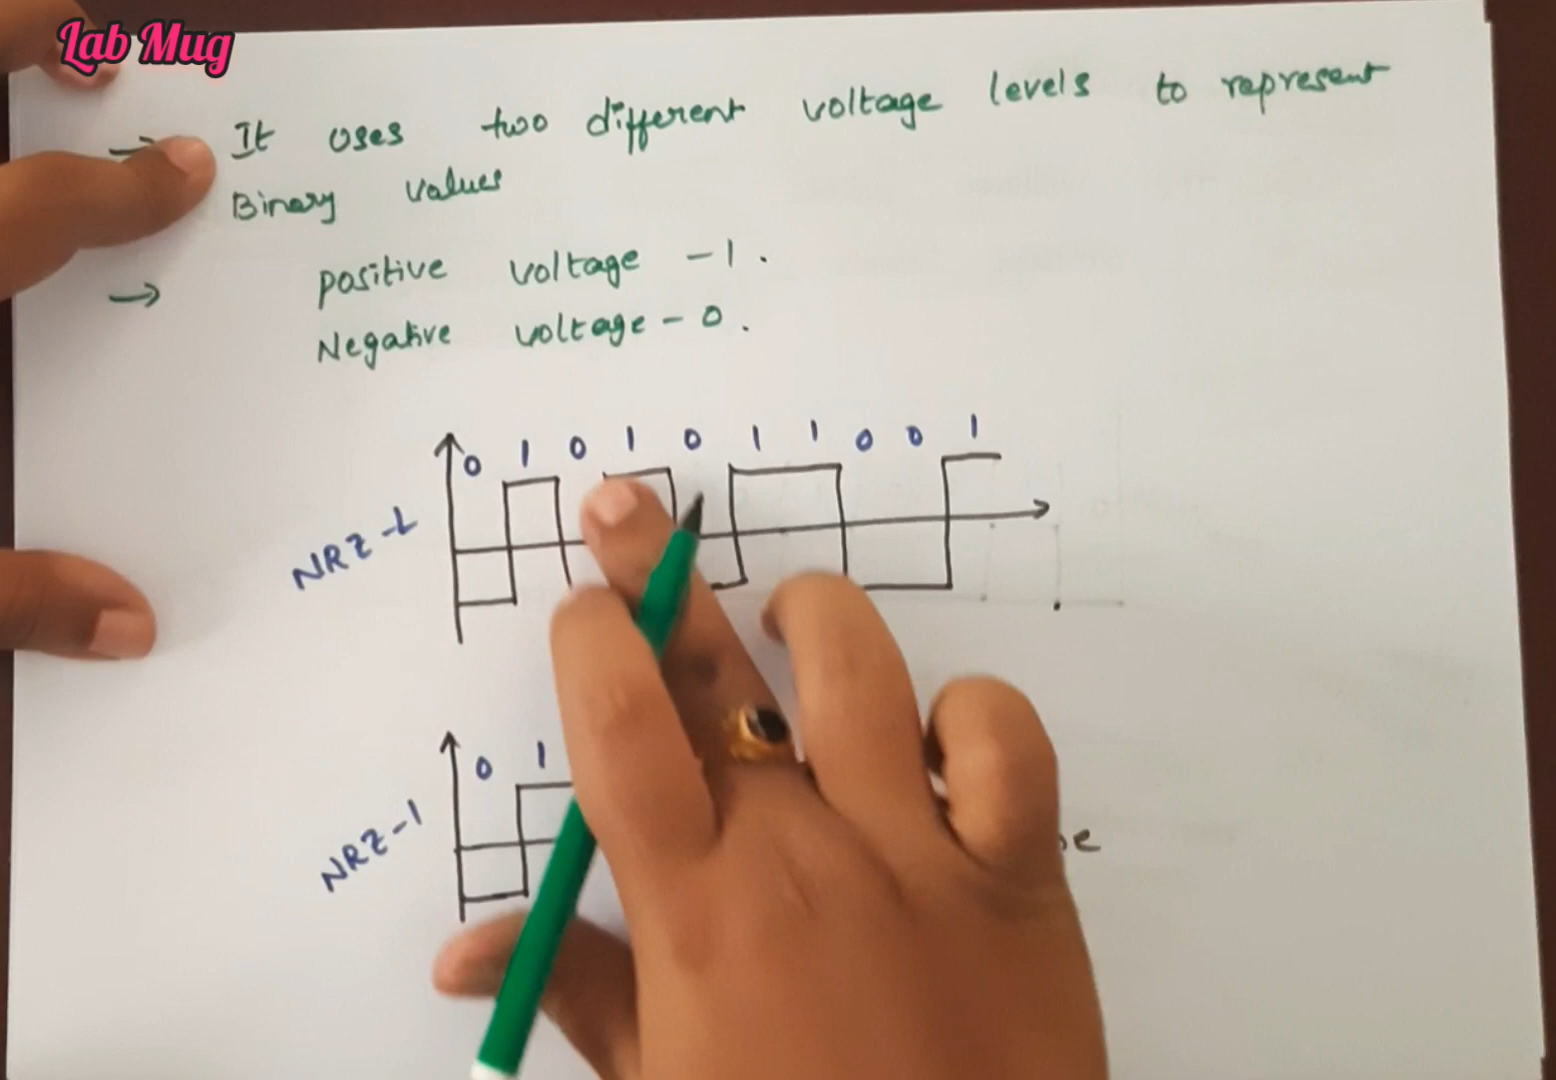 Lab Mug
→ It uses two different voltage levels to represent
Binary values
→ positive voltage - 1.
Negative voltage - 0.
0 1 0 1 0 1 1 0 0 1
NRZ-L
0 1
NRZ-I